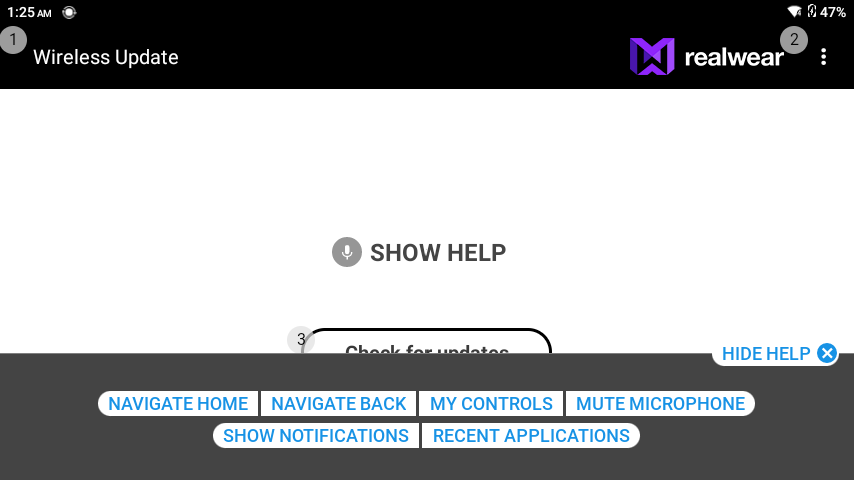 1:25 AM 47%
1 Wireless Update realwear 2
SHOW HELP
3 Check for updates
HIDE HELP
NAVIGATE HOME NAVIGATE BACK MY CONTROLS MUTE MICROPHONE
SHOW NOTIFICATIONS RECENT APPLICATIONS